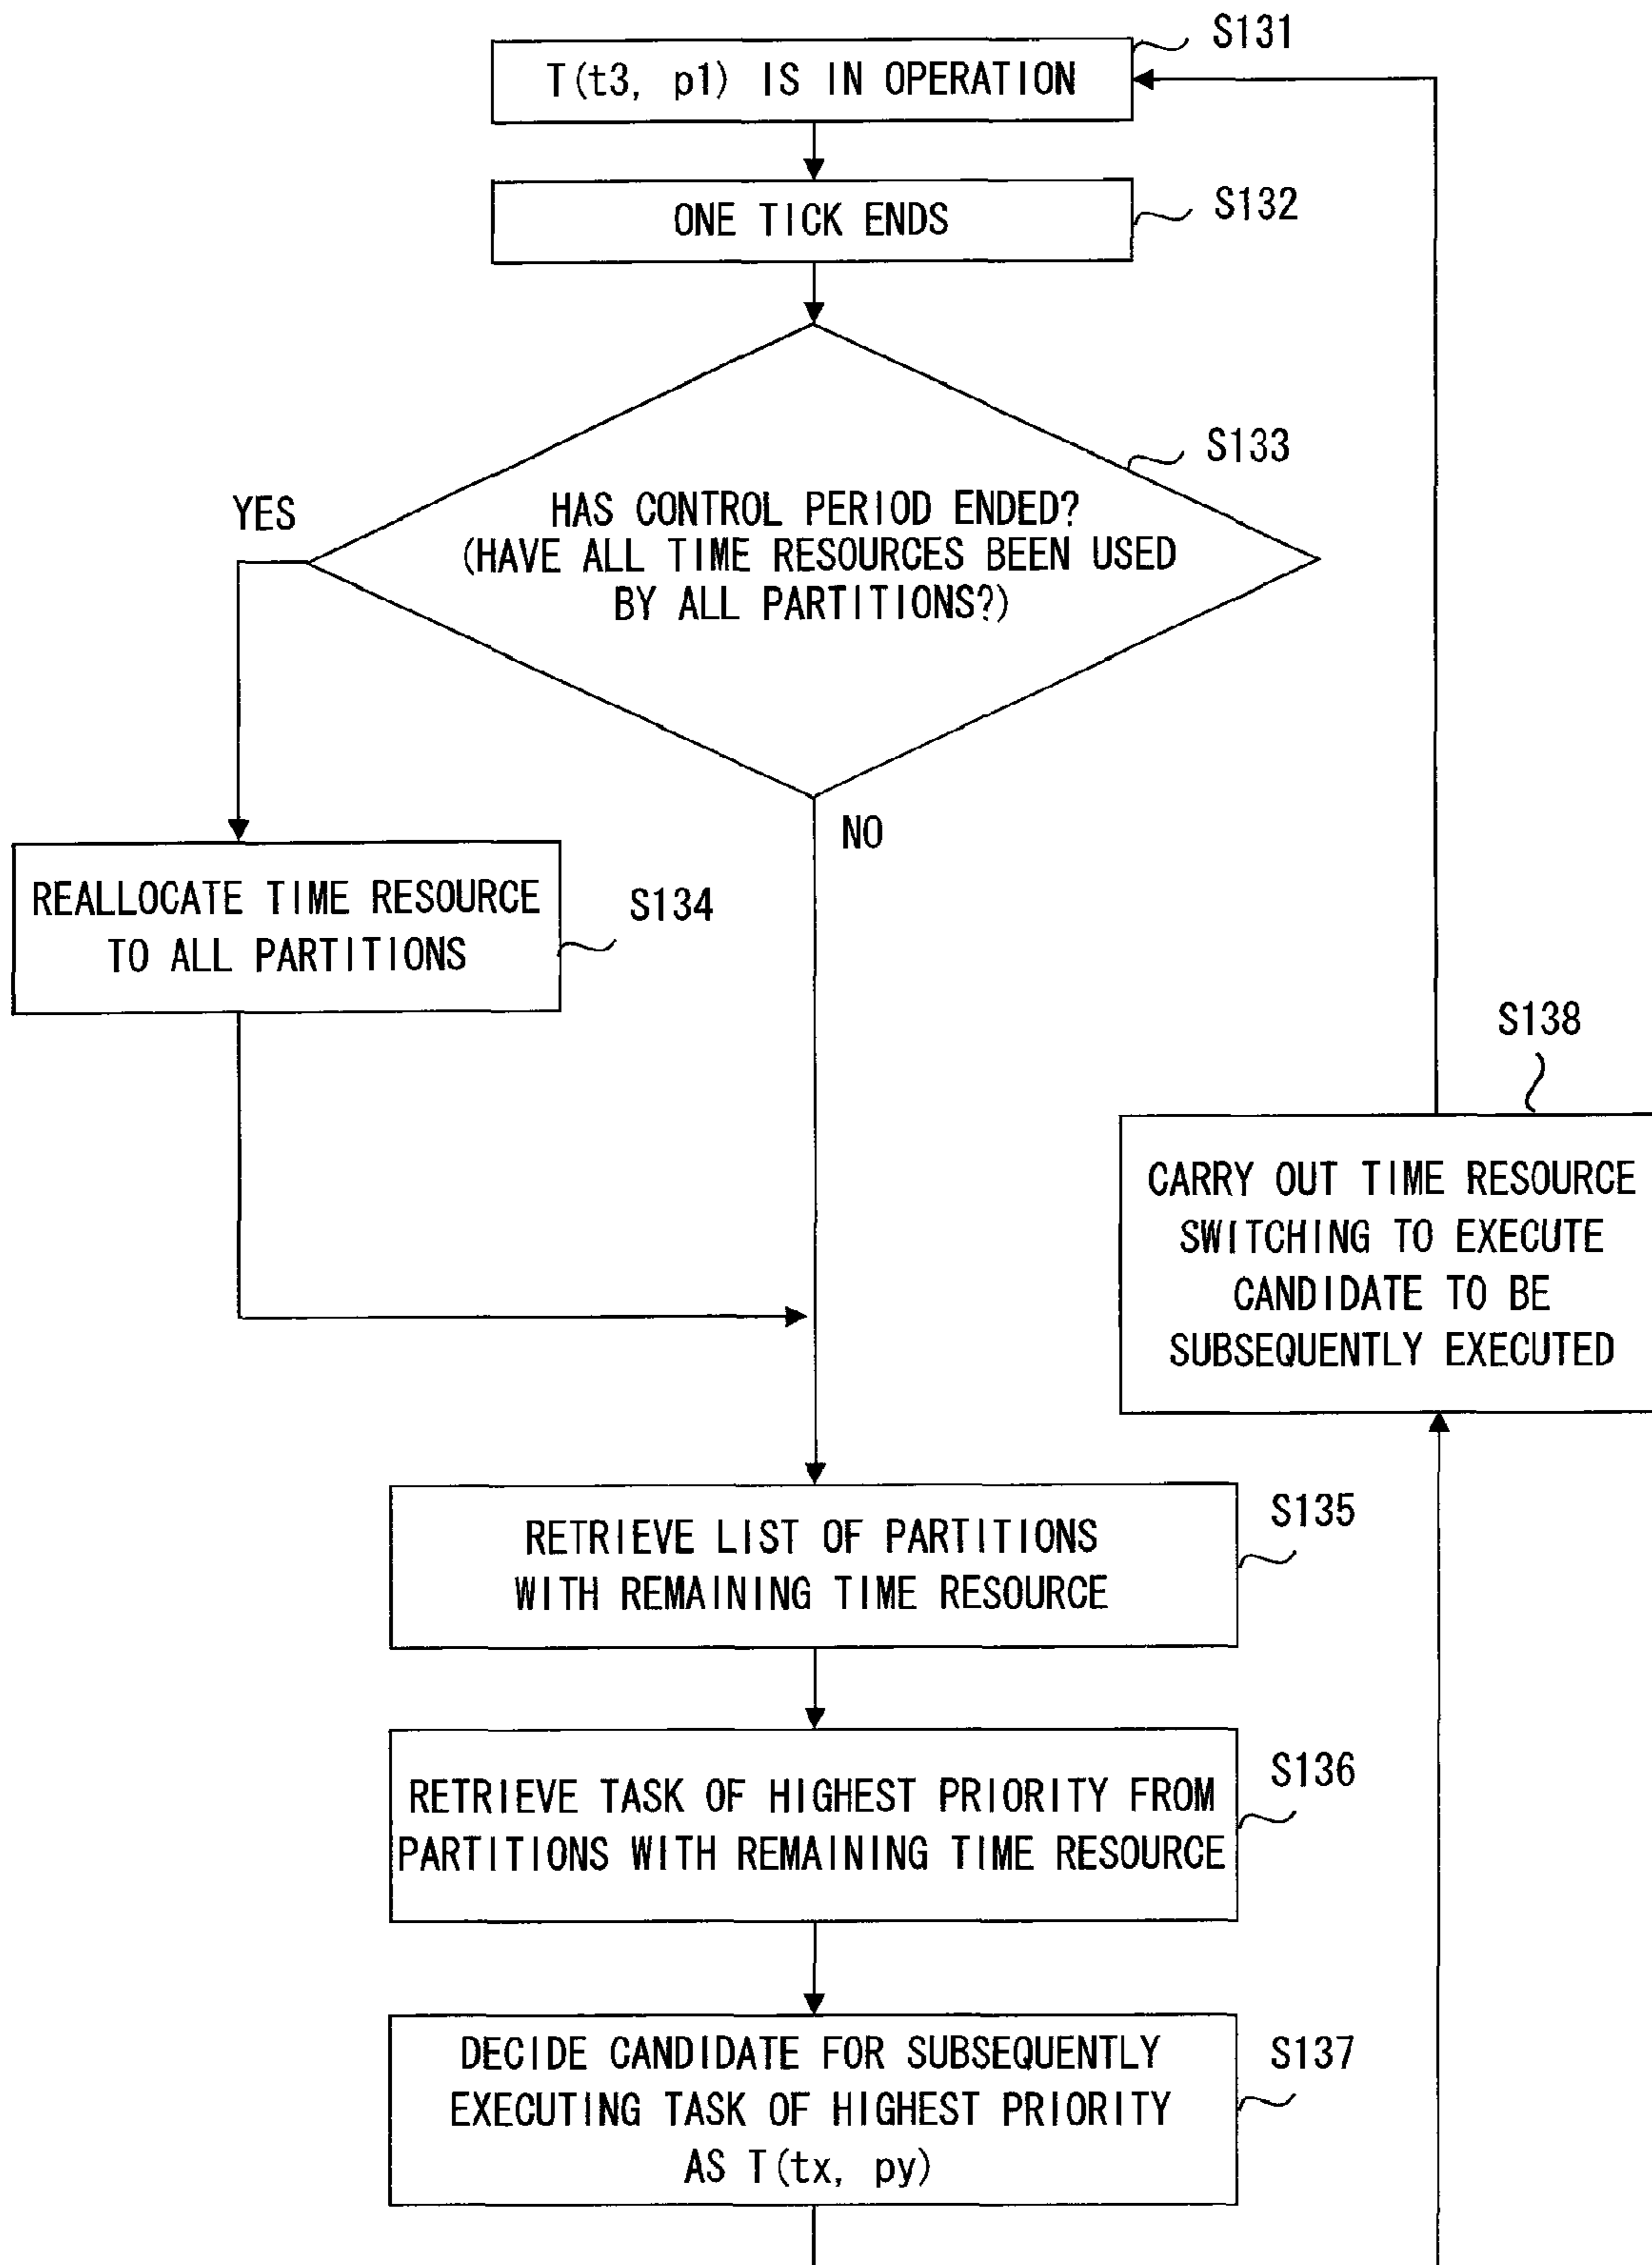 S131
T(t3, p1) IS IN OPERATION
S132
ONE TICK ENDS
S133
YES
HAS CONTROL PERIOD ENDED?
(HAVE ALL TIME RESOURCES BEEN USED
BY ALL PARTITIONS?)
NO
REALLOCATE TIME RESOURCE
TO ALL PARTITIONS
S134
S138
CARRY OUT TIME RESOURCE
SWITCHING TO EXECUTE
CANDIDATE TO BE
SUBSEQUENTLY EXECUTED
S135
RETRIEVE LIST OF PARTITIONS
WITH REMAINING TIME RESOURCE
S136
RETRIEVE TASK OF HIGHEST PRIORITY FROM
PARTITIONS WITH REMAINING TIME RESOURCE
S137
DECIDE CANDIDATE FOR SUBSEQUENTLY
EXECUTING TASK OF HIGHEST PRIORITY
AS T(tx, py)